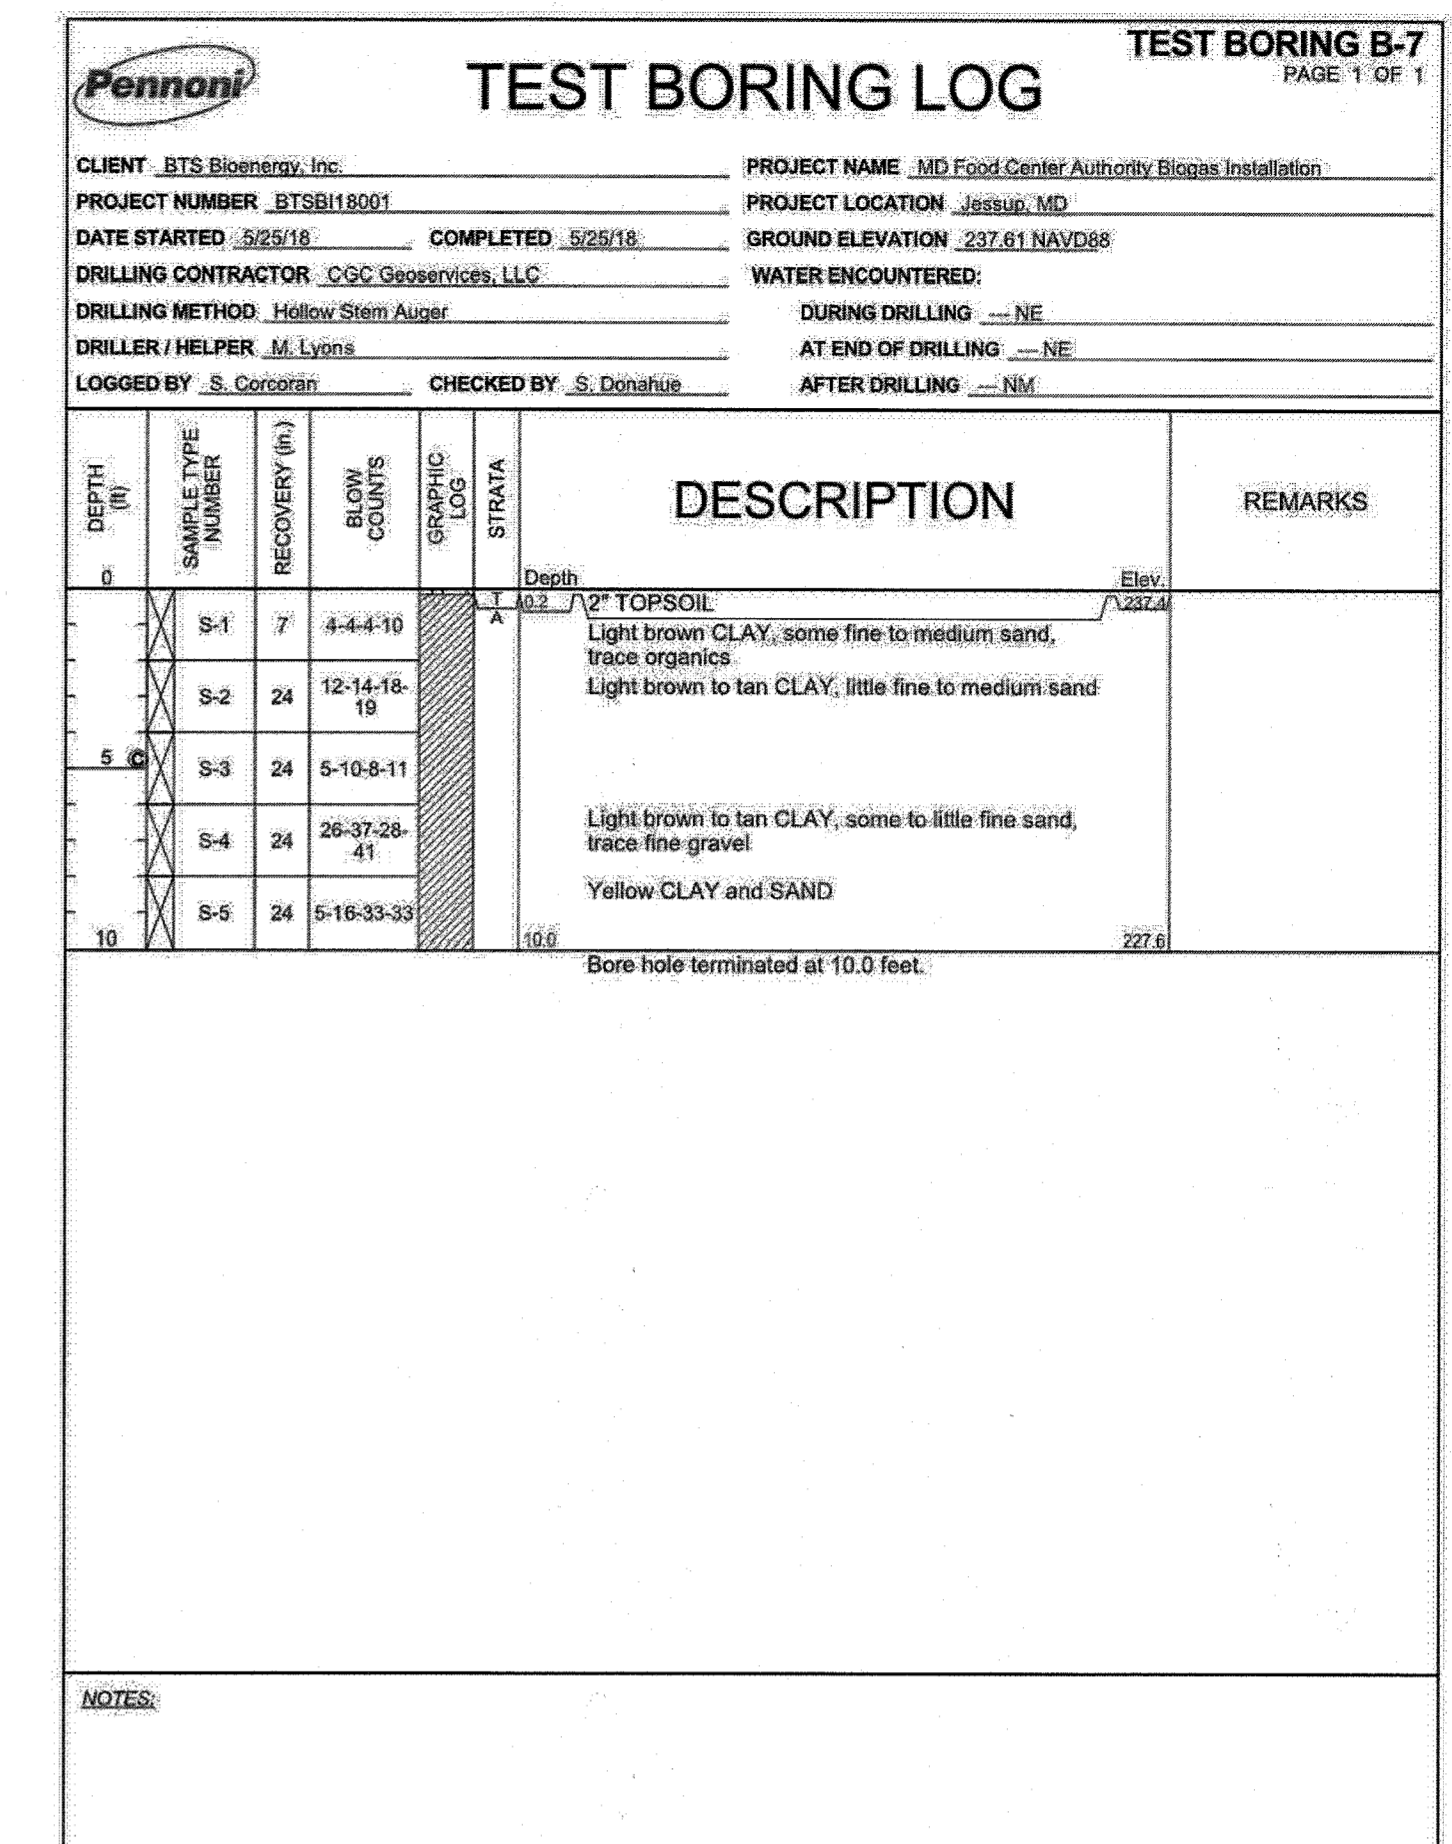 TEST BORING B-7
PAGE 1 OF 1
Pennoni
TEST BORING LOG
CLIENT BTS Bioenergy, Inc.
PROJECT NAME MD Food Center Authority Biogas Installation
PROJECT NUMBER BTSBI18001
PROJECT LOCATION Jessup, MD
DATE STARTED 5/25/18 COMPLETED 5/25/18
GROUND ELEVATION 237.61 NAVD88
DRILLING CONTRACTOR CGC Geoservices, LLC
WATER ENCOUNTERED:
DRILLING METHOD Hollow Stem Auger
DURING DRILLING --- NE
DRILLER / HELPER M. Lyons
AT END OF DRILLING --- NE
LOGGED BY S. Corcoran CHECKED BY S. Donahue
AFTER DRILLING --- NM
DEPTH (ft)
SAMPLE TYPE NUMBER
RECOVERY (in.)
BLOW COUNTS
GRAPHIC LOG
STRATA
DESCRIPTION
REMARKS
0
Depth Elev.
T 0.2 2" TOPSOIL 237.4
A
S-1 7 4-4-4-10
Light brown CLAY, some fine to medium sand,
trace organics
S-2 24 12-14-18-
19
Light brown to tan CLAY, little fine to medium sand
5 C
S-3 24 5-10-8-11
S-4 24 26-37-28-
41
Light brown to tan CLAY, some to little fine sand,
trace fine gravel
Yellow CLAY and SAND
S-5 24 5-16-33-33
10 10.0 227.6
Bore hole terminated at 10.0 feet.
NOTES: